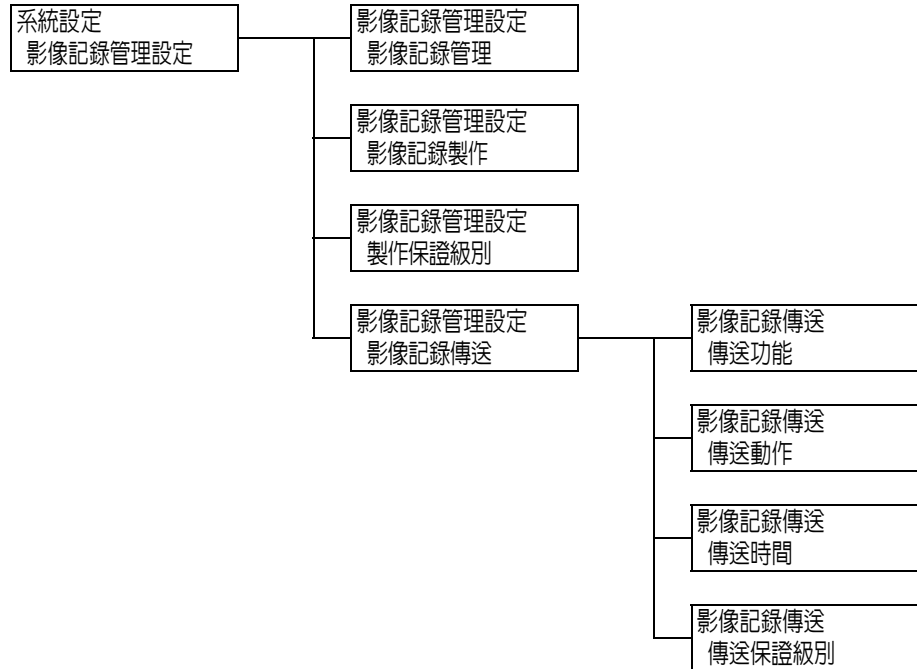 系統設定
影像記錄管理設定
影像記錄管理設定
影像記錄管理
影像記錄管理設定
影像記錄製作
影像記錄管理設定
製作保證級別
影像記錄管理設定
影像記錄傳送
影像記錄傳送
傳送功能
影像記錄傳送
傳送動作
影像記錄傳送
傳送時間
影像記錄傳送
傳送保證級別